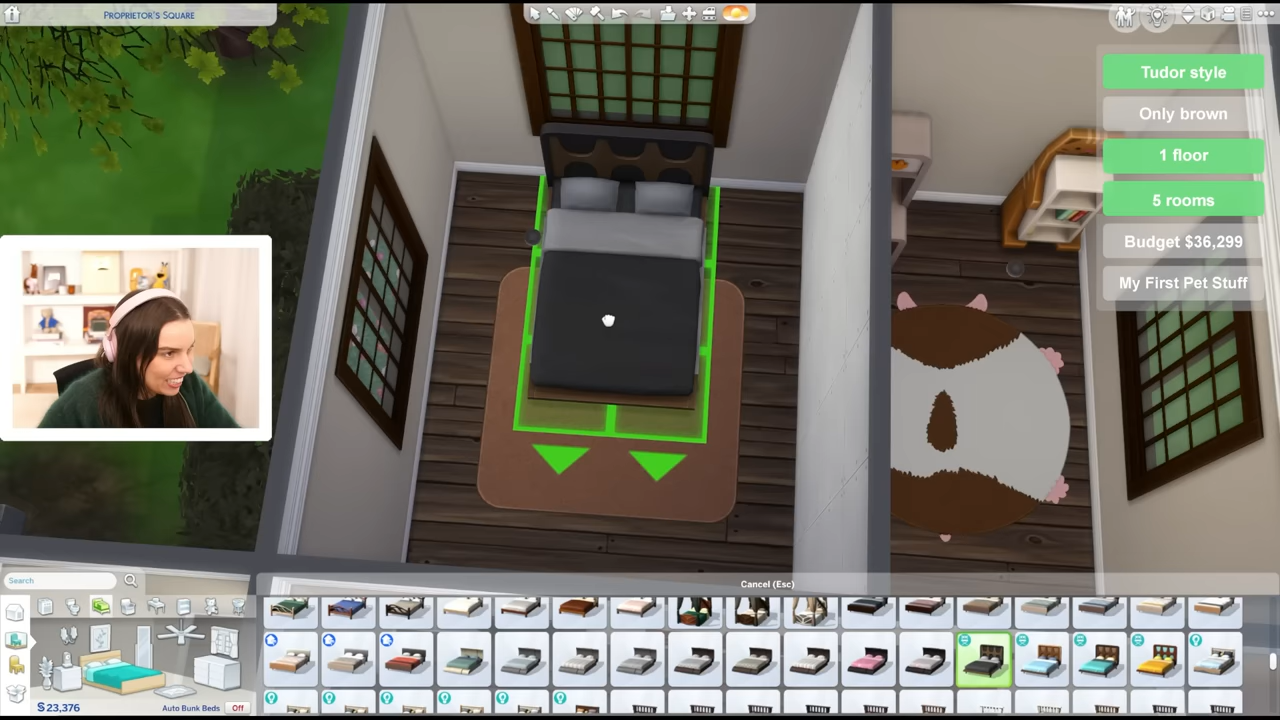 PROPRIETOR'S SQUARE
Tudor style
Only brown
1 floor
5 rooms
Budget $36,299
My First Pet Stuff
Cancel (Esc)
Search
$23,376
Auto Bunk Beds
Off